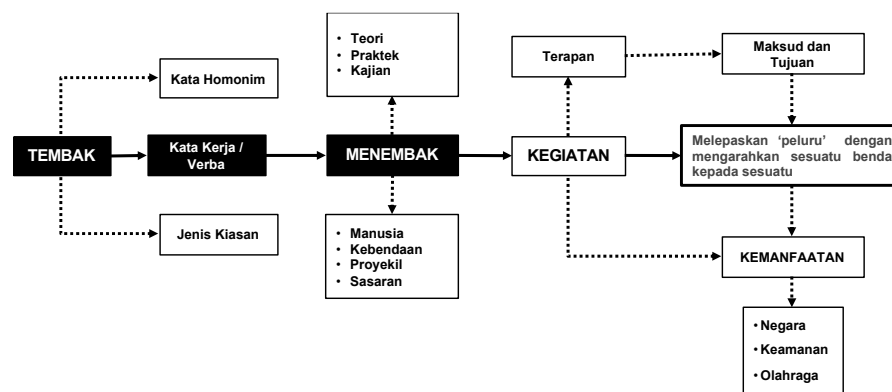 • Teori
• Praktek
• Kajian
Terapan
Maksud dan
Tujuan
Kata Homonim
TEMBAK
Kata Kerja /
Verba
MENEMBAK
KEGIATAN
Melepaskan ‘peluru’ dengan
mengarahkan sesuatu benda
kepada sesuatu
Jenis Kiasan
• Manusia
• Kebendaan
• Proyekil
• Sasaran
KEMANFAATAN
• Negara
• Keamanan
• Olahraga